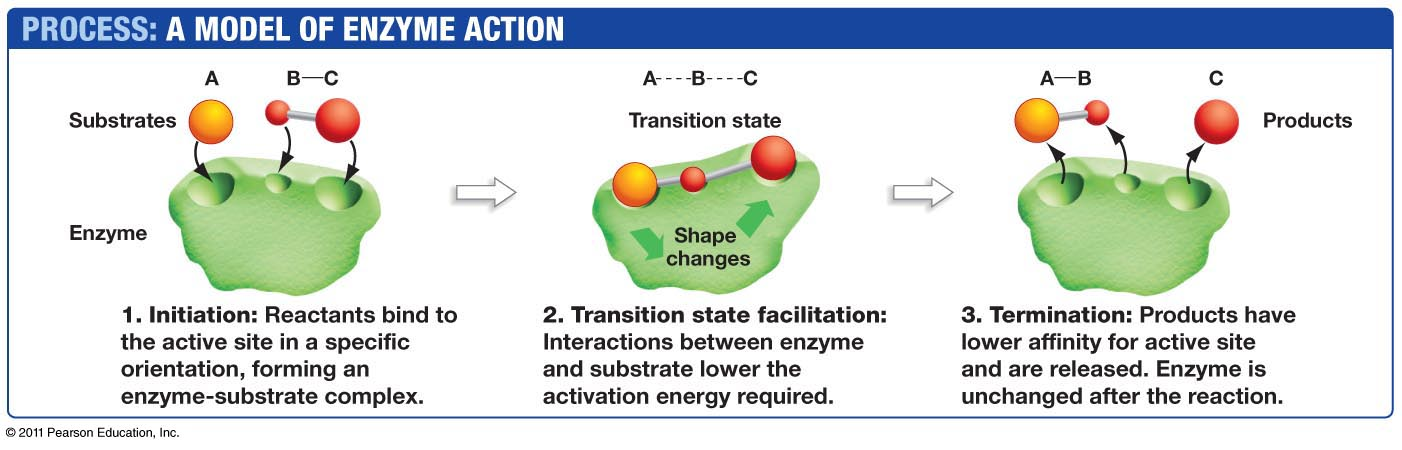 PROCESS: A MODEL OF ENZYME ACTION
A B—C
Substrates
Enzyme
1. Initiation: Reactants bind to
the active site in a specific
orientation, forming an
enzyme-substrate complex.
A----B----C
Transition state
Shape
changes
2. Transition state facilitation:
Interactions between enzyme
and substrate lower the
activation energy required.
A—B C
Products
3. Termination: Products have
lower affinity for active site
and are released. Enzyme is
unchanged after the reaction.
© 2011 Pearson Education, Inc.